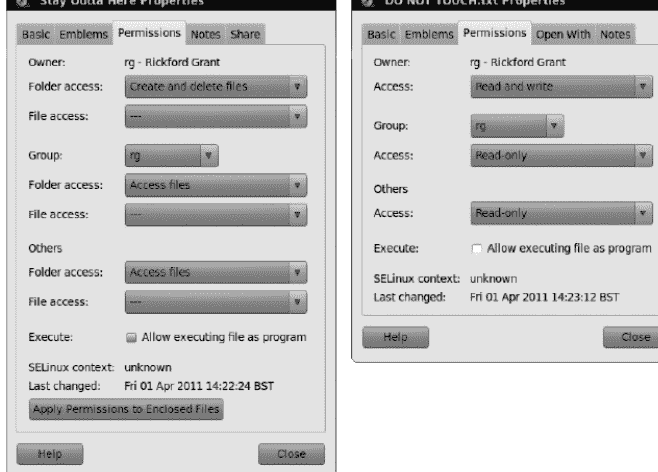 Stay Outta Here Properties
Basic Emblems Permissions Notes Share
Owner: rg - Rickford Grant
Folder access: Create and delete files
File access: ---
Group: rg
Folder access: Access files
File access: ---
Others
Folder access: Access files
File access: ---
Execute: Allow executing file as program
SELinux context: unknown
Last changed: Fri 01 Apr 2011 14:22:24 BST
Apply Permissions to Enclosed Files
Help Close
DO NOT TOUCH.txt Properties
Basic Emblems Permissions Open With Notes
Owner: rg - Rickford Grant
Access: Read and write
Group: rg
Access: Read-only
Others
Access: Read-only
Execute: Allow executing file as program
SELinux context: unknown
Last changed: Fri 01 Apr 2011 14:23:12 BST
Help Close